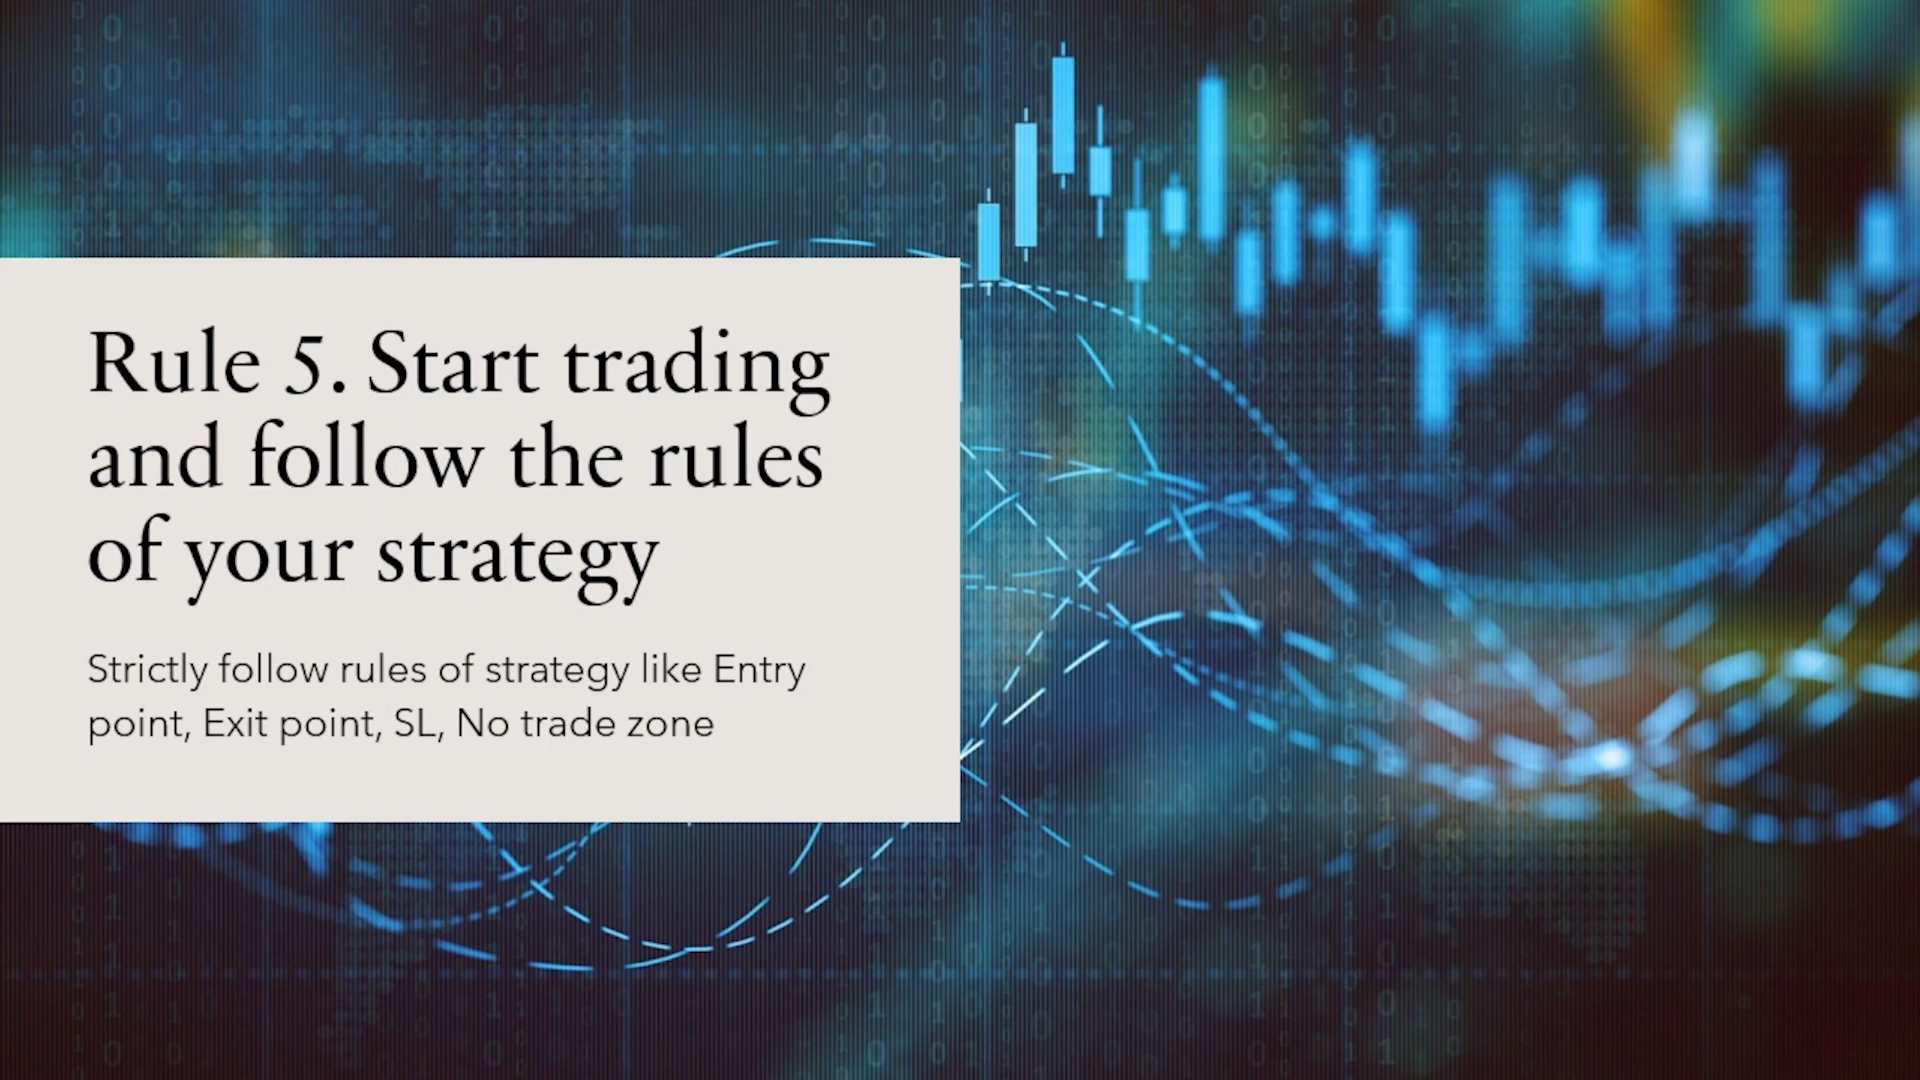 Rule 5. Start trading
and follow the rules
of your strategy
Strictly follow rules of strategy like Entry
point, Exit point, SL, No trade zone